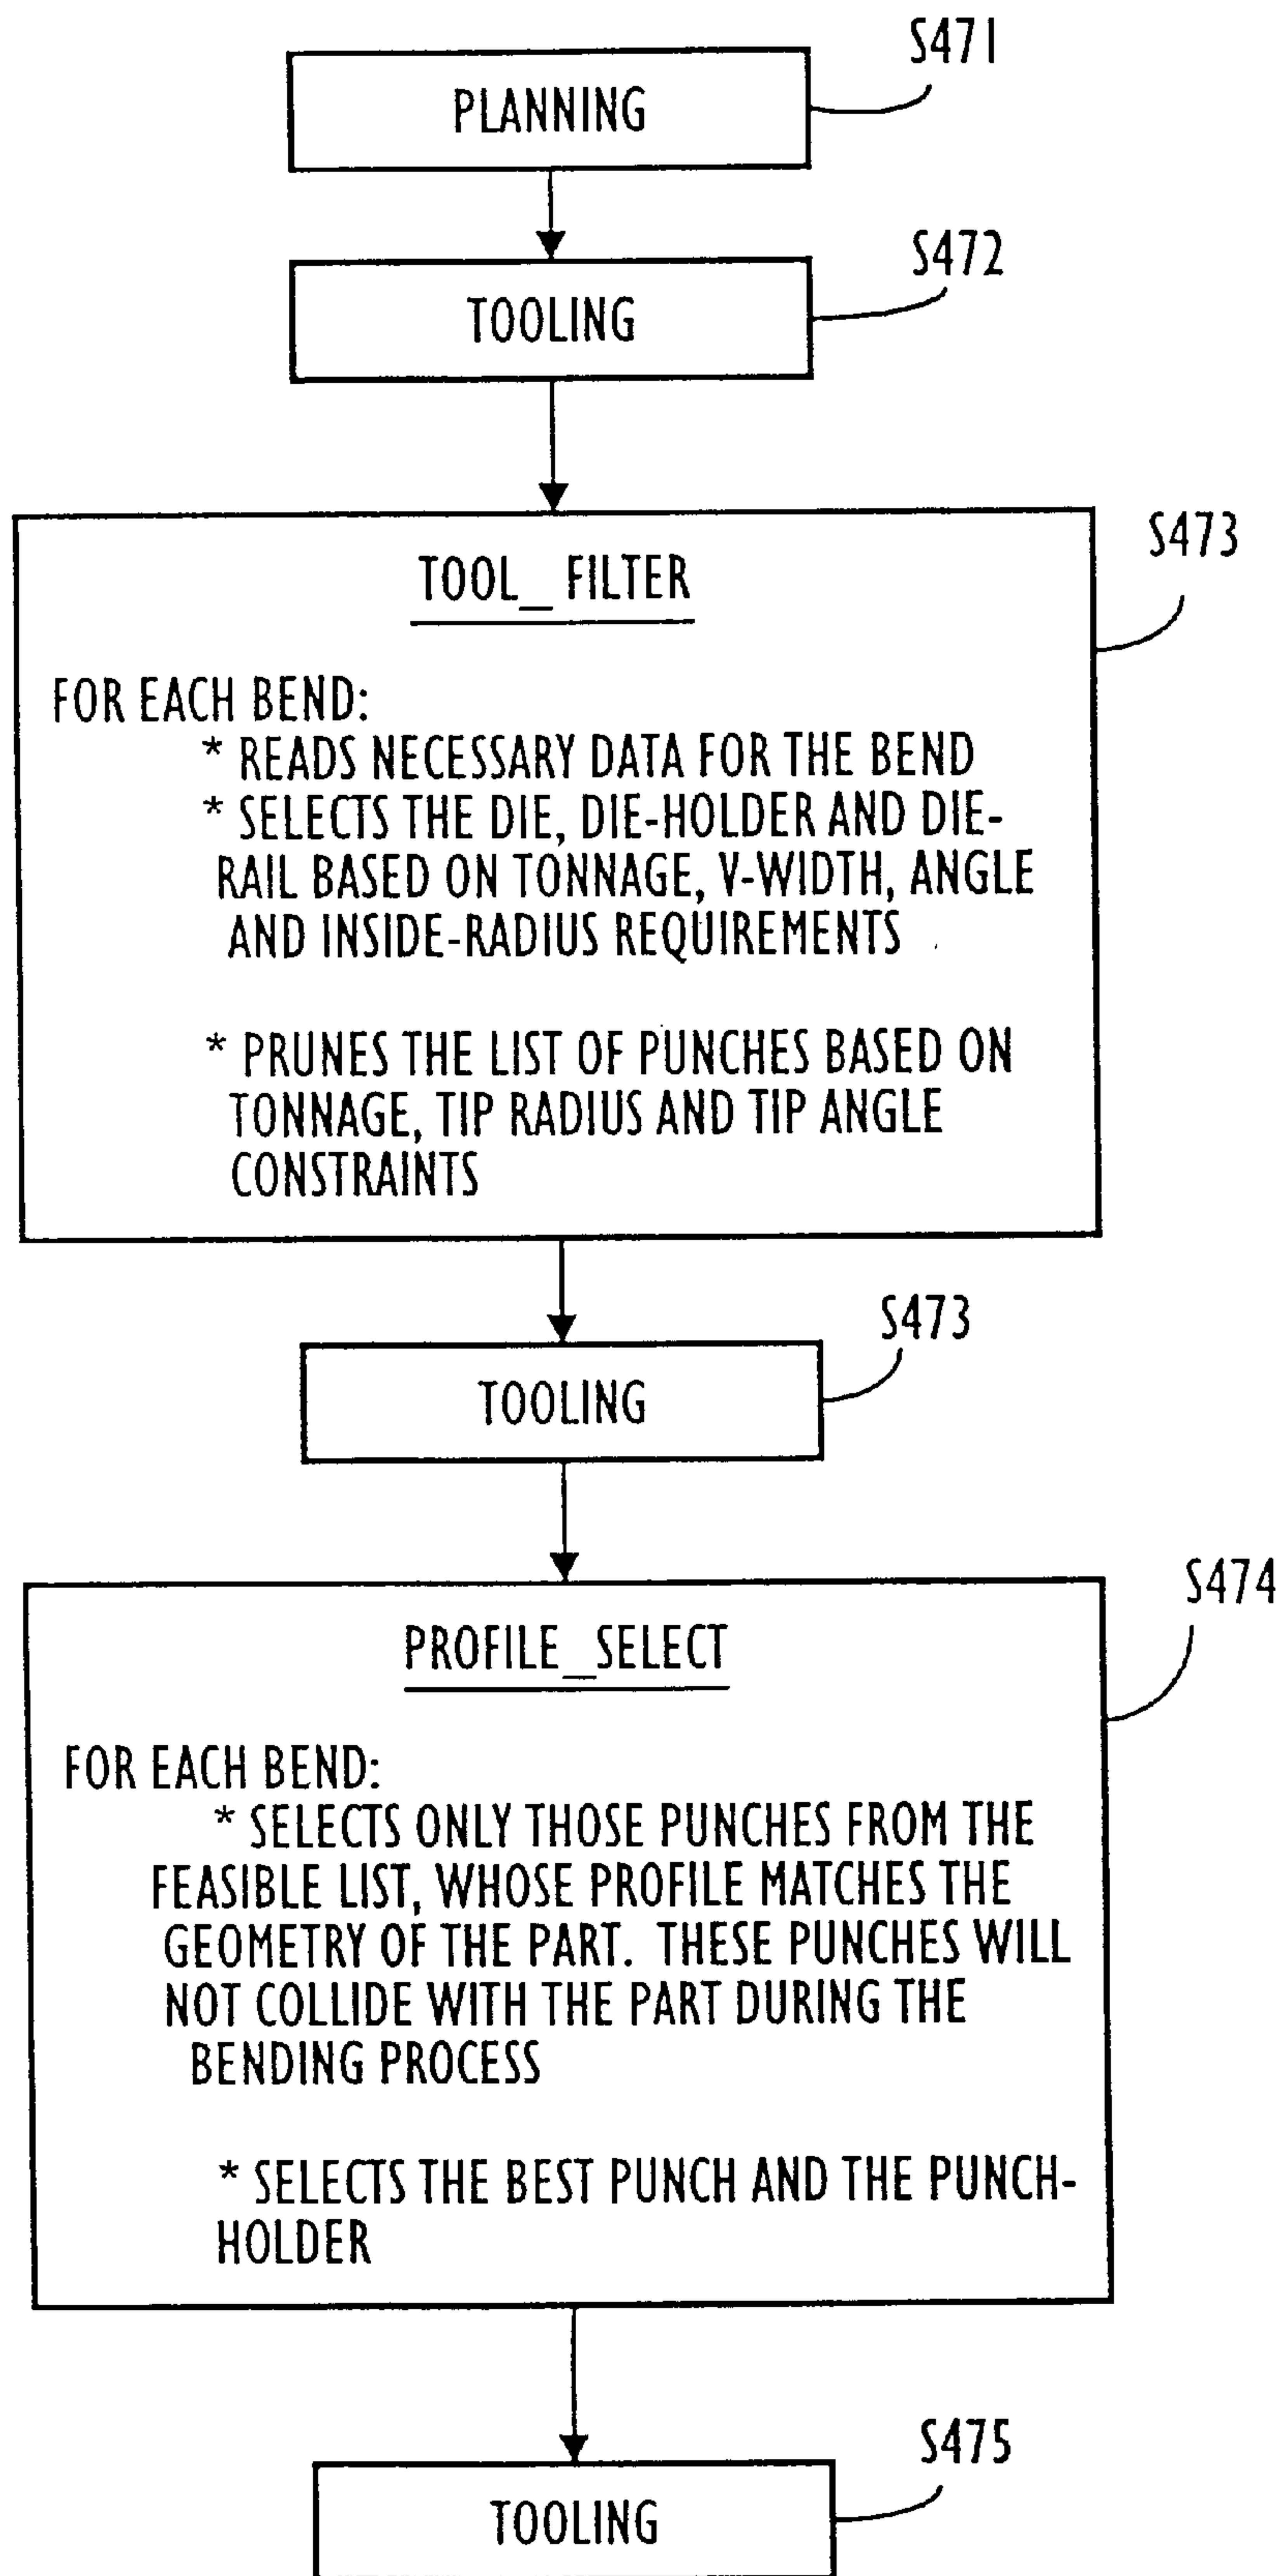 S471
PLANNING
S472
TOOLING
S473
TOOL_ FILTER
FOR EACH BEND:
* READS NECESSARY DATA FOR THE BEND
* SELECTS THE DIE, DIE-HOLDER AND DIE-
RAIL BASED ON TONNAGE, V-WIDTH, ANGLE
AND INSIDE-RADIUS REQUIREMENTS
* PRUNES THE LIST OF PUNCHES BASED ON
TONNAGE, TIP RADIUS AND TIP ANGLE
CONSTRAINTS
S473
TOOLING
S474
PROFILE_SELECT
FOR EACH BEND:
* SELECTS ONLY THOSE PUNCHES FROM THE
FEASIBLE LIST, WHOSE PROFILE MATCHES THE
GEOMETRY OF THE PART. THESE PUNCHES WILL
NOT COLLIDE WITH THE PART DURING THE
BENDING PROCESS
* SELECTS THE BEST PUNCH AND THE PUNCH-
HOLDER
S475
TOOLING